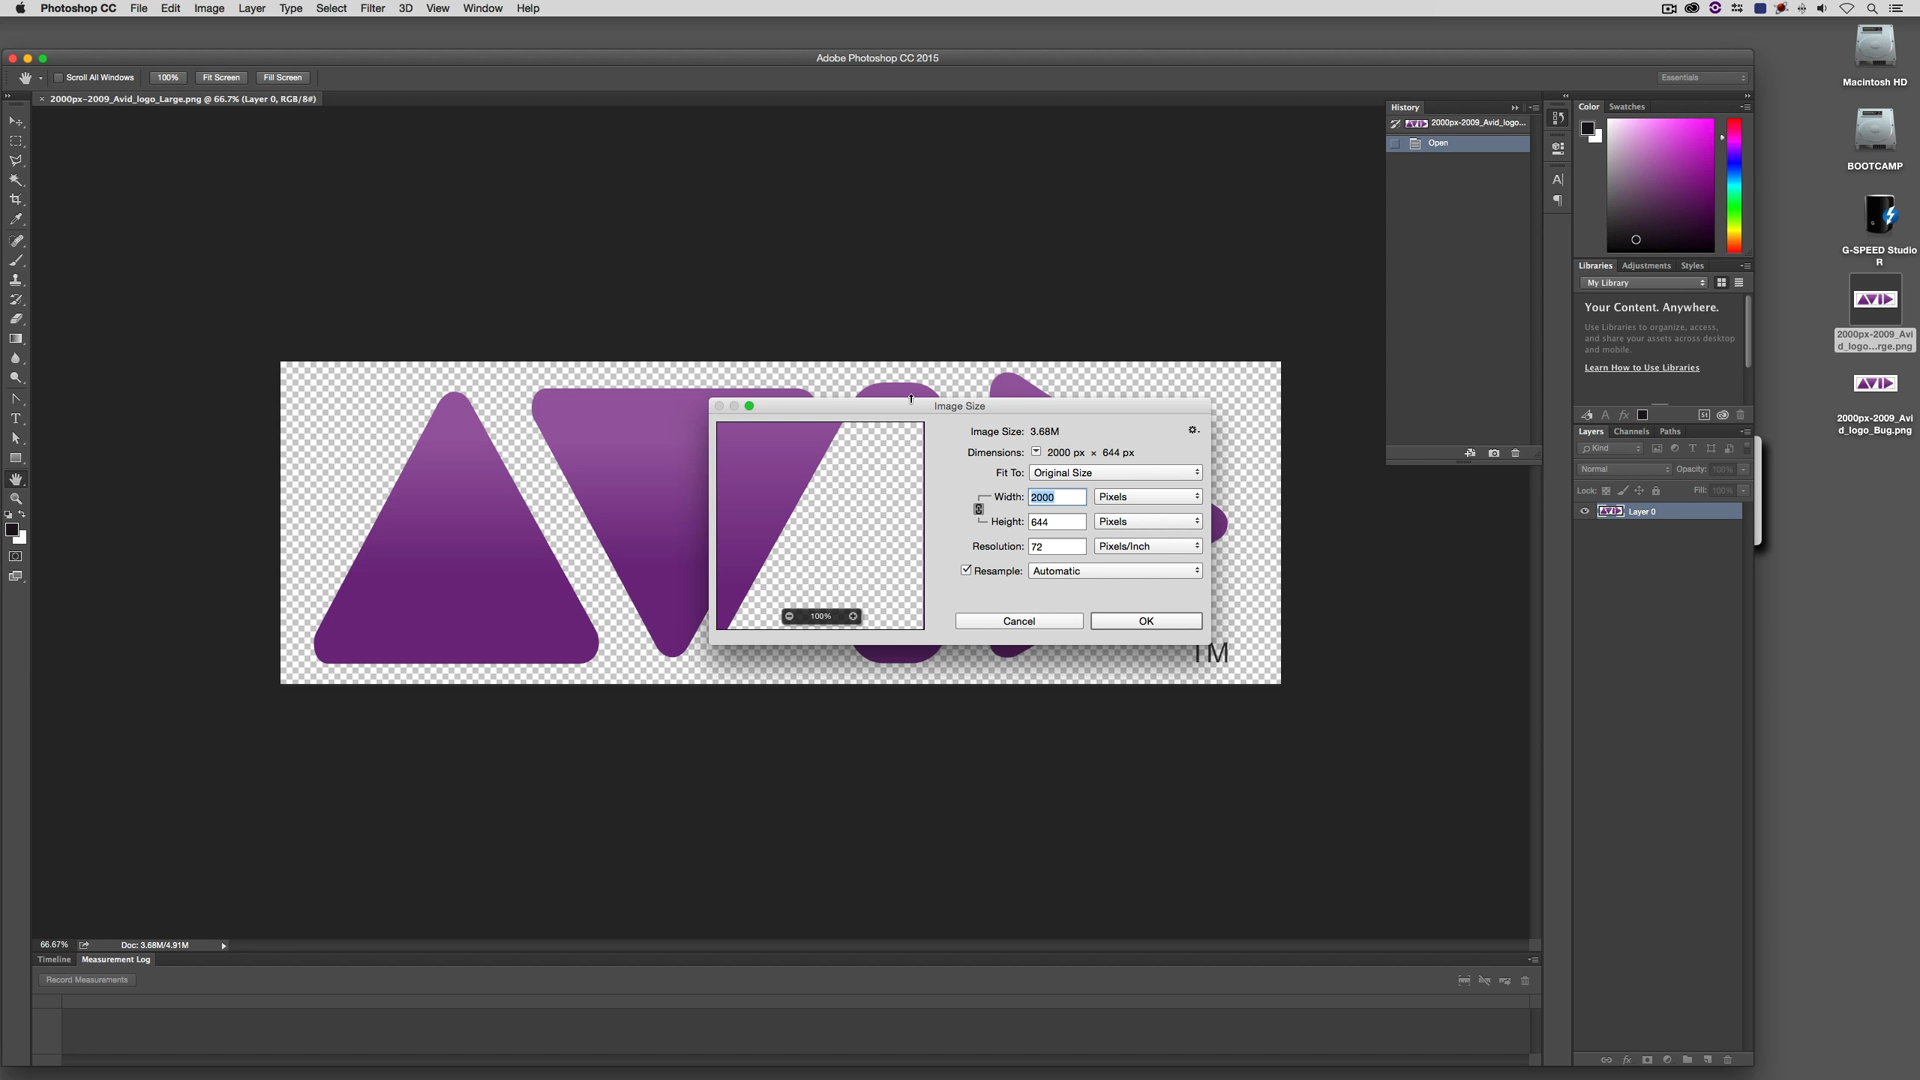 Photoshop CC File Edit Image Layer Type Select Filter 3D View Window Help
Adobe Photoshop CC 2015
Scroll All Windows 100% Fit Screen Fill Screen Essentials
2000px-2009_Avid_logo_Large.png @ 66.7% (Layer 0, RGB/8#)
History
2000px-2009_Avid_logo...
Open
Color Swatches
Libraries Adjustments Styles
My Library
Your Content. Anywhere.
Use Libraries to organize, access,
and share your assets across desktop
and mobile.
Learn How to Use Libraries
Layers Channels Paths
Kind
Normal Opacity: 100%
Lock: Fill: 100%
Layer 0
Macintosh HD
BOOTCAMP
G-SPEED Studio
R
2000px-2009_Avi
d_logo...rge.png
2000px-2009_Avi
d_logo_Bug.png
Image Size
Image Size: 3.68M
Dimensions: 2000 px × 644 px
Fit To: Original Size
Width: 2000 Pixels
Height: 644 Pixels
Resolution: 72 Pixels/Inch
Resample: Automatic
100%
Cancel OK
TM
66.67% Doc: 3.68M/4.91M
Timeline Measurement Log
Record Measurements